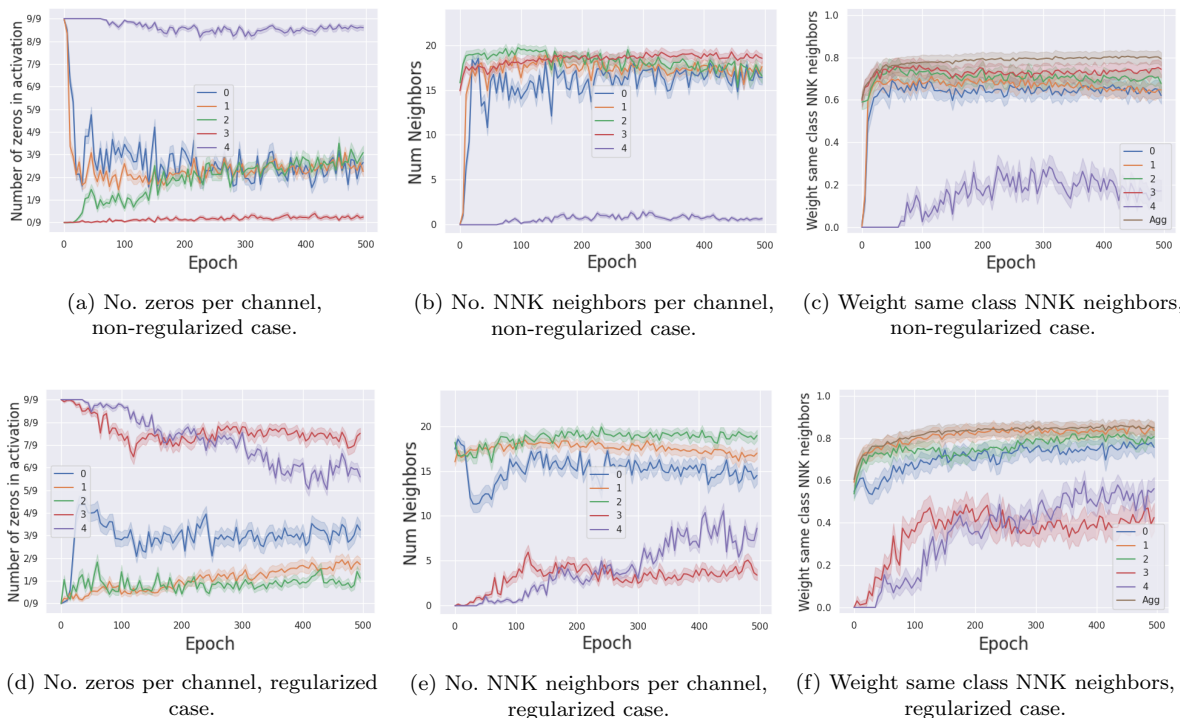 Number of zeros in activation
9/9
8/9
7/9
6/9
5/9
4/9
3/9
2/9
1/9
0/9
0
1
2
3
4
0 100 200 300 400 500
Epoch
(a) No. zeros per channel,
non-regularized case.
Num Neighbors
20
15
10
5
0
0
1
2
3
4
0 100 200 300 400 500
Epoch
(b) No. NNK neighbors per channel,
non-regularized case.
Weight same class NNK neighbors
1.0
0.8
0.6
0.4
0.2
0.0
0
1
2
3
4
Agg
0 100 200 300 400 500
Epoch
(c) Weight same class NNK neighbors,
non-regularized case.
Number of zeros in activation
9/9
8/9
7/9
6/9
5/9
4/9
3/9
2/9
1/9
0/9
0
1
2
3
4
0 100 200 300 400 500
Epoch
(d) No. zeros per channel, regularized
case.
Num Neighbors
20
15
10
5
0
0
1
2
3
4
0 100 200 300 400 500
Epoch
(e) No. NNK neighbors per channel,
regularized case.
Weight same class NNK neighbors
1.0
0.8
0.6
0.4
0.2
0.0
0
1
2
3
4
Agg
0 100 200 300 400 500
Epoch
(f) Weight same class NNK neighbors,
regularized case.